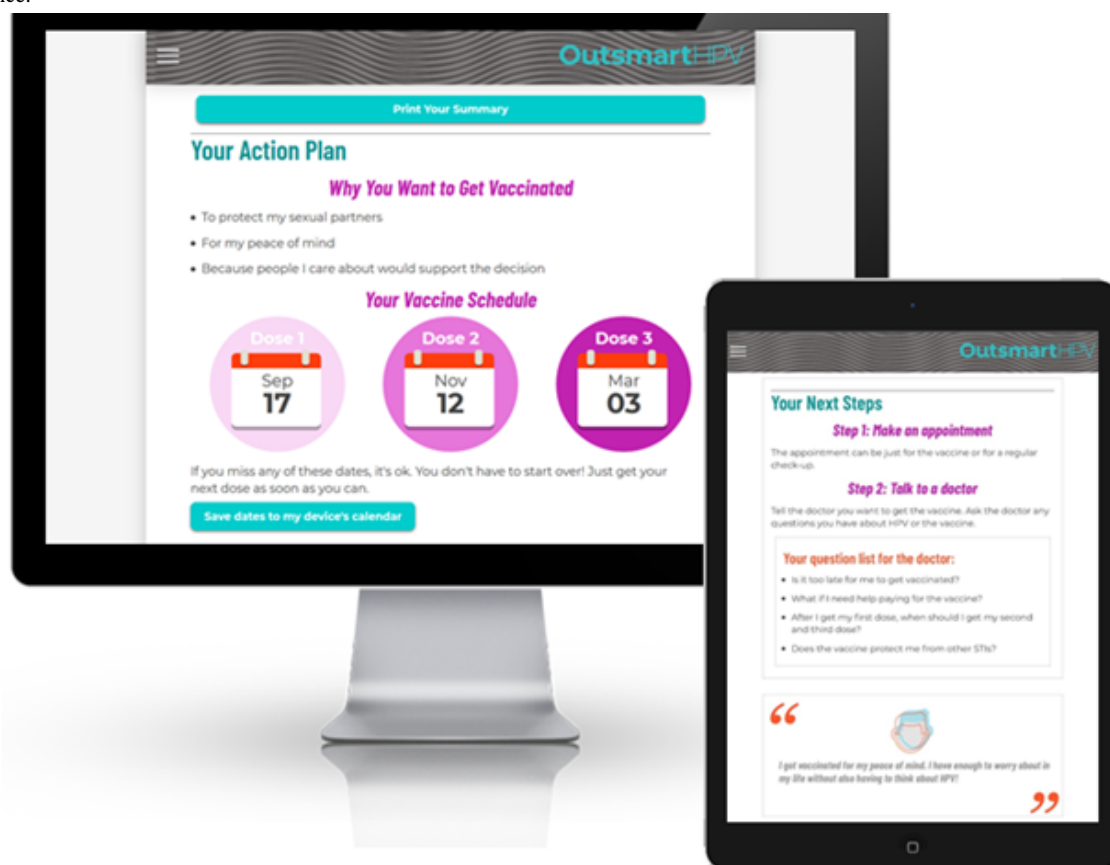 OutsmartHPV
Print Your Summary
Your Action Plan
Why You Want to Get Vaccinated
• To protect my sexual partners
• For my peace of mind
• Because people I care about would support the decision
Your Vaccine Schedule
Dose 1
Sep
17
Dose 2
Nov
12
Dose 3
Mar
03
If you miss any of these dates, it's ok. You don't have to start over! Just get your
next dose as soon as you can.
Save dates to my device's calendar
OutsmartHPV
Your Next Steps
Step 1: Make an appointment
The appointment can be just for the vaccine or for a regular
check-up.
Step 2: Talk to a doctor
Tell the doctor you want to get the vaccine. Ask the doctor any
questions you have about HPV or the vaccine.
Your question list for the doctor:
• Is it too late for me to get vaccinated?
• What if I need help paying for the vaccine?
• After I get my first dose, when should I get my second
and third dose?
• Does the vaccine protect me from other STIs?
“
I got vaccinated for my peace of mind. I have enough to worry about in
my life without also having to think about HPV!
”